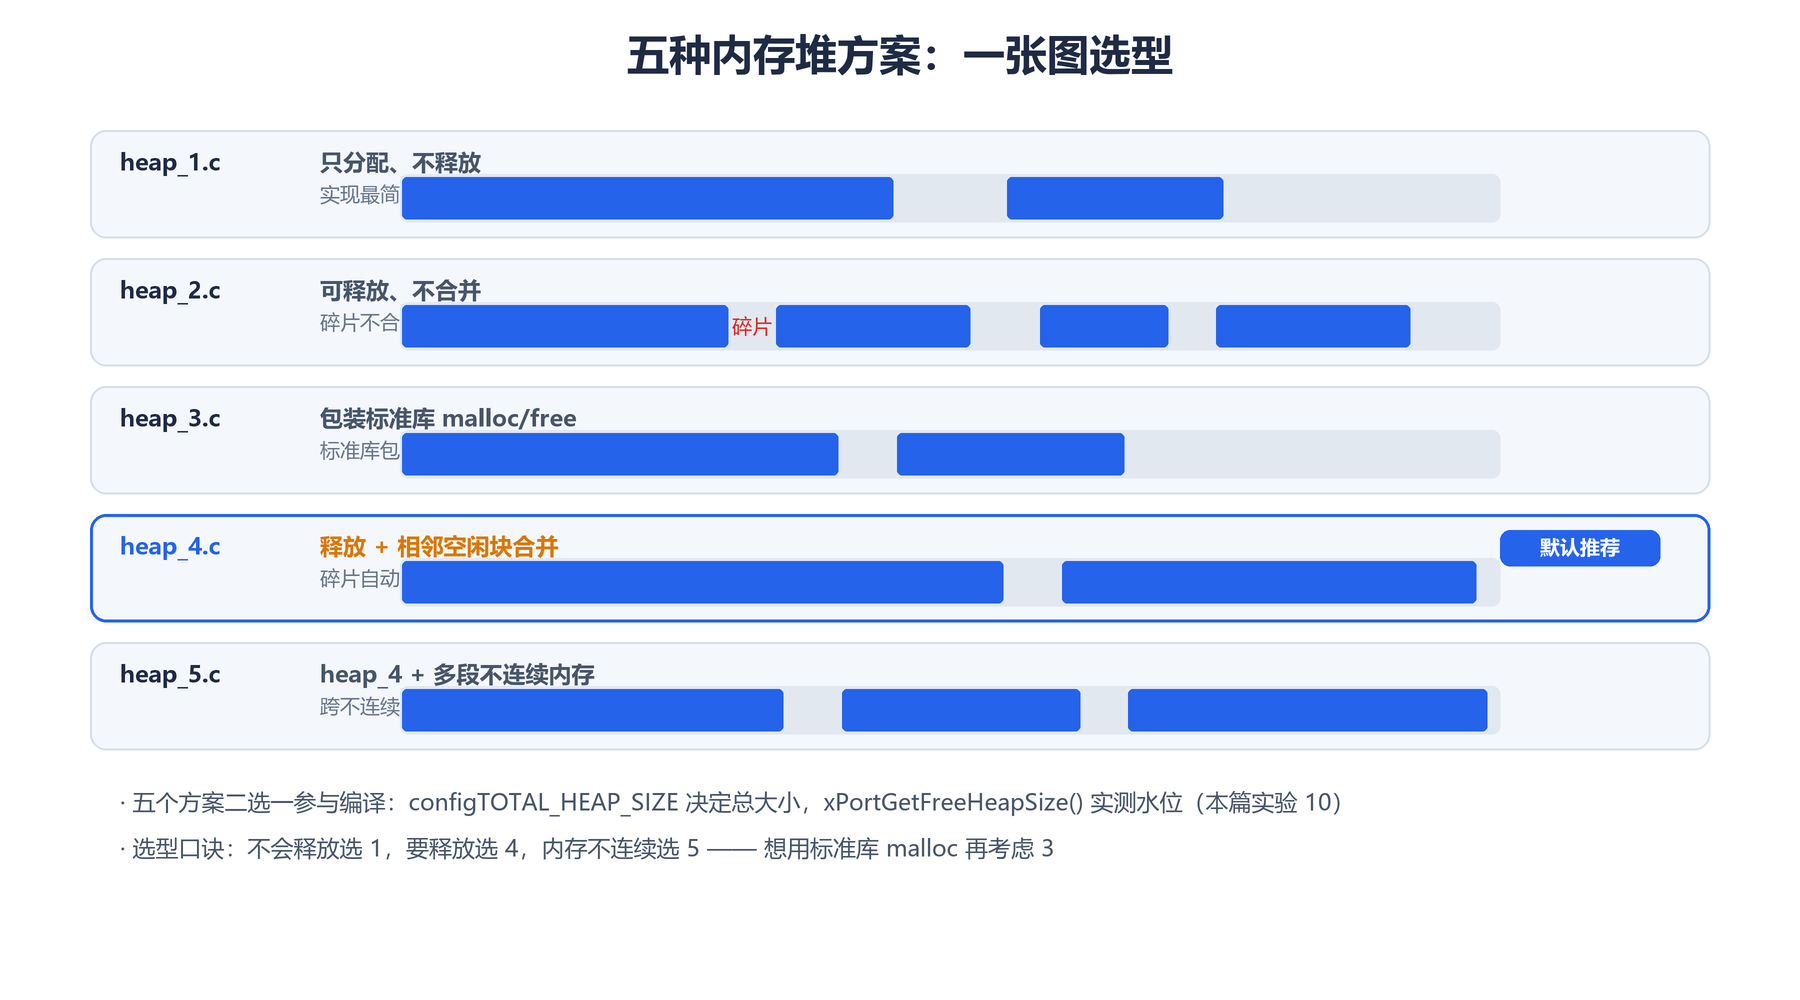 五种内存堆方案：一张图选型
heap_1.c
只分配、不释放
实现最简
heap_2.c
可释放、不合并
碎片不合
碎片
heap_3.c
包装标准库 malloc/free
标准库包
heap_4.c
释放 + 相邻空闲块合并
默认推荐
碎片自动
heap_5.c
heap_4 + 多段不连续内存
跨不连续
· 五个方案二选一参与编译：configTOTAL_HEAP_SIZE 决定总大小，xPortGetFreeHeapSize() 实测水位（本篇实验 10）
· 选型口诀：不会释放选 1，要释放选 4，内存不连续选 5 —— 想用标准库 malloc 再考虑 3